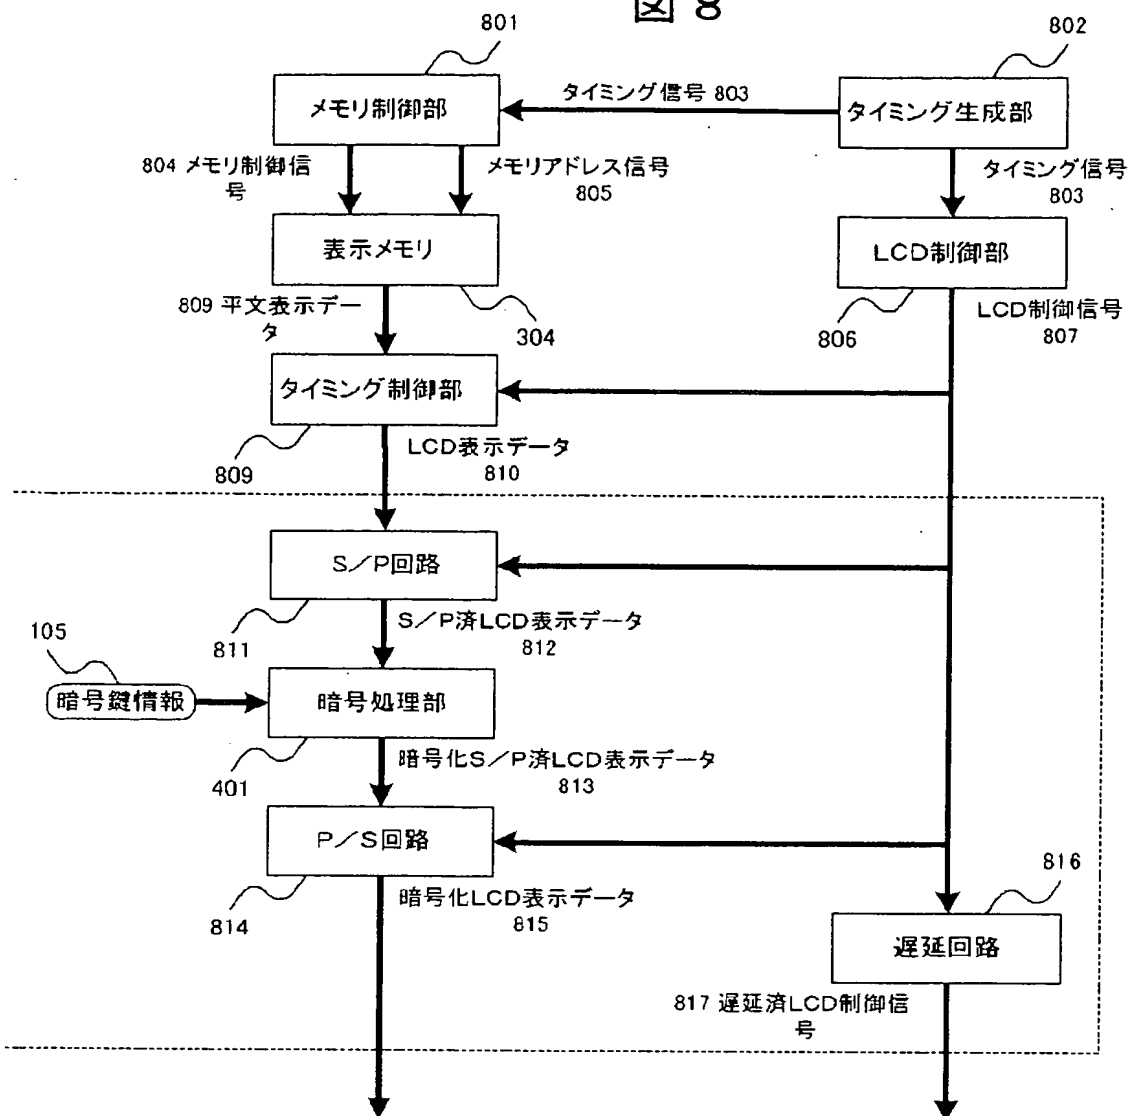 図 8
801
802
メモリ制御部
タイミング信号 803
タイミング生成部
804 メモリ制御信
号
メモリアドレス信号
805
タイミング信号
803
表示メモリ
LCD制御部
809 平文表示デー
タ
304
806
LCD制御信号
807
タイミング制御部
809
LCD表示データ
810
S/P回路
811
S/P済LCD表示データ
812
105
暗号鍵情報
暗号処理部
401
暗号化S/P済LCD表示データ
813
P/S回路
814
暗号化LCD表示データ
815
816
遅延回路
817 遅延済LCD制御信
号